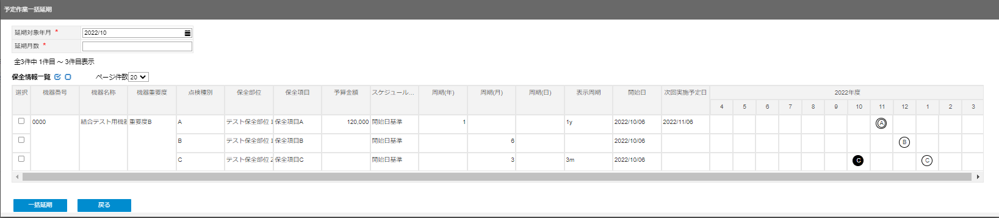 予定作業一括延期
延期対象年月 * 2022/10
延期月数 *
全3件中 1件目 ～ 3件目表示
保全情報一覧 ページ件数 20
選択 機器番号 機器名称 機器重要度 点検種別 保全部位 保全項目 予算金額 スケジュール... 周期(年) 周期(月) 周期(日) 表示周期 開始日 次回実施予定日 2022年度
4 5 6 7 8 9 10 11 12 1 2 3
0000 結合テスト用機器 重要度B A テスト保全部位1 保全項目A 120,000 開始日基準 1 1y 2022/10/06 2022/11/06 A
B テスト保全部位1 保全項目B 開始日基準 6 2022/10/06 B
C テスト保全部位2 保全項目C 開始日基準 3 3m 2022/10/06 C C
一括延期 戻る